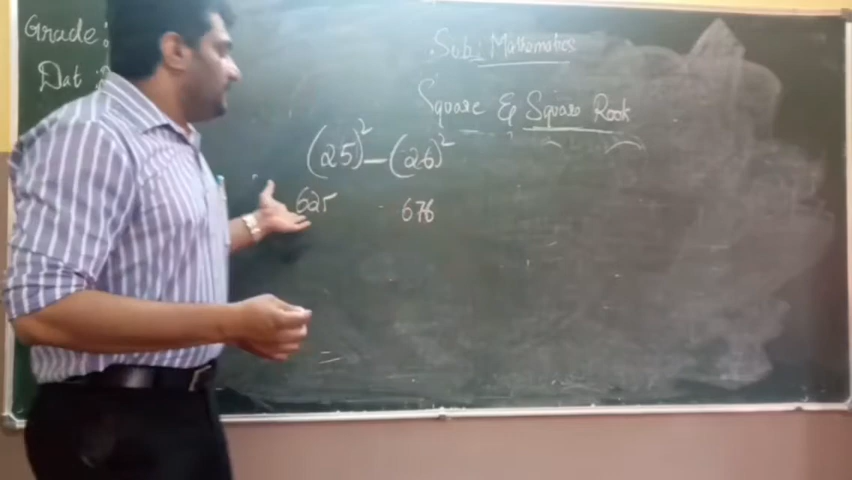 Grade:
Dat :
Sub: Mathematics
Square & Square Root
(25)² - (26)²
625 676
=